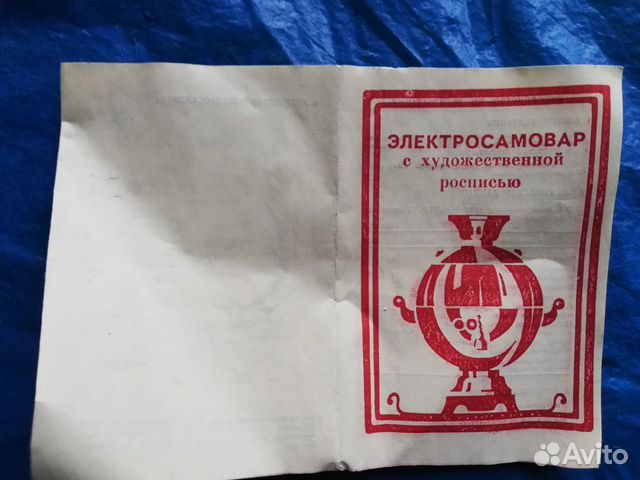 ЭЛЕКТРОСАМОВАР
с художественной
росписью
Avito